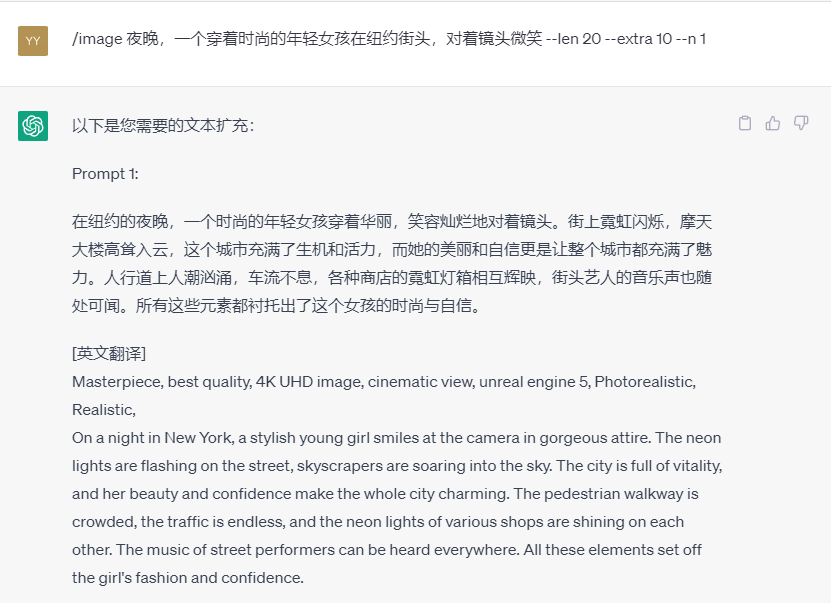 YY
/image 夜晚，一个穿着时尚的年轻女孩在纽约街头，对着镜头微笑 --len 20 --extra 10 --n 1
以下是您需要的文本扩充：
Prompt 1:
在纽约的夜晚，一个时尚的年轻女孩穿着华丽，笑容灿烂地对着镜头。街上霓虹闪烁，摩天
大楼高耸入云，这个城市充满了生机和活力，而她的美丽和自信更是让整个城市都充满了魅
力。人行道上人潮汹涌，车流不息，各种商店的霓虹灯箱相互辉映，街头艺人的音乐声也随
处可闻。所有这些元素都衬托出了这个女孩的时尚与自信。
[英文翻译]
Masterpiece, best quality, 4K UHD image, cinematic view, unreal engine 5, Photorealistic,
Realistic,
On a night in New York, a stylish young girl smiles at the camera in gorgeous attire. The neon
lights are flashing on the street, skyscrapers are soaring into the sky. The city is full of vitality,
and her beauty and confidence make the whole city charming. The pedestrian walkway is
crowded, the traffic is endless, and the neon lights of various shops are shining on each
other. The music of street performers can be heard everywhere. All these elements set off
the girl's fashion and confidence.